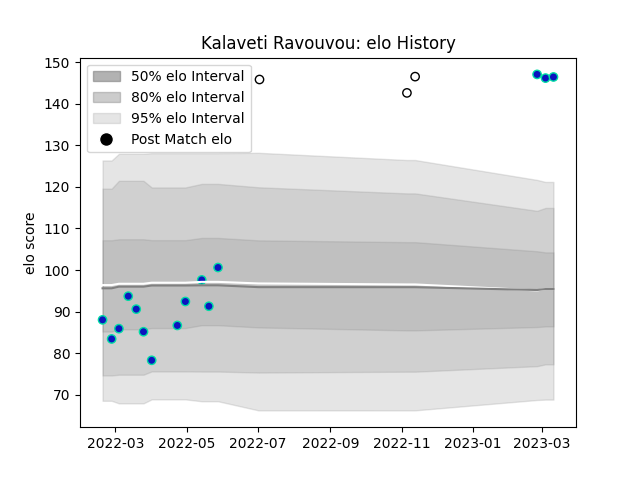 Kalaveti Ravouvou: elo History
50% elo Interval
80% elo Interval
95% elo Interval
Post Match elo
elo score
150
140
130
120
110
100
90
80
70
2022-03
2022-05
2022-07
2022-09
2022-11
2023-01
2023-03